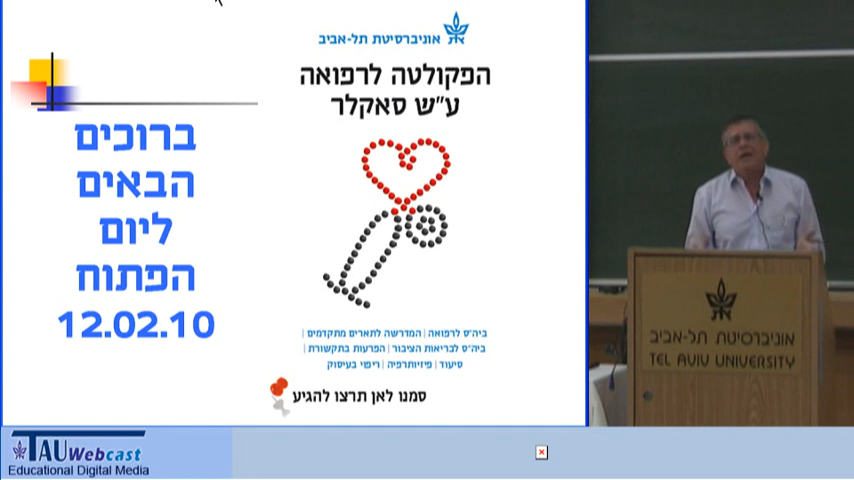 אוניברסיטת תל-אביב
הפקולטה לרפואה
ע"ש סאקלר
ברוכים
הבאים
ליום
הפתוח
12.02.10
ביה"ס לרפואה | המדרשה לתארים מתקדמים |
ביה"ס לבריאות הציבור | הפרעות בתקשורת |
סיעוד | פיזיותרפיה | ריפוי בעיסוק
סמנו לאן תרצו להגיע
אוניברסיטת תל-אביב
TEL AVIV UNIVERSITY
TAU Webcast
Educational Digital Media